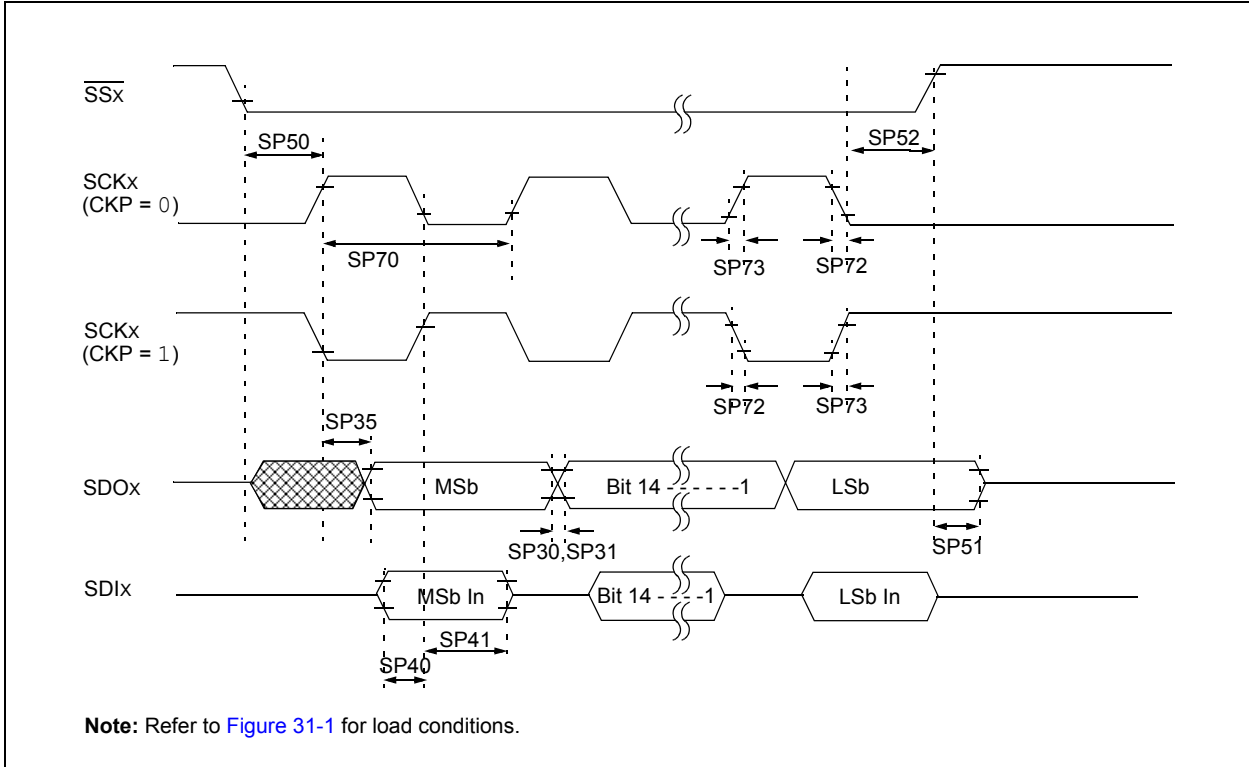 SSx
SP50
SP52
SCKx
(CKP = 0)
SP70
SP73
SP72
SCKx
(CKP = 1)
SP72
SP73
SP35
SDOx
MSb
Bit 14 - - - - - -1
LSb
SP30,SP31
SP51
SDIx
MSb In
Bit 14 - - - - -1
LSb In
SP41
SP40
Note: Refer to Figure 31-1 for load conditions.